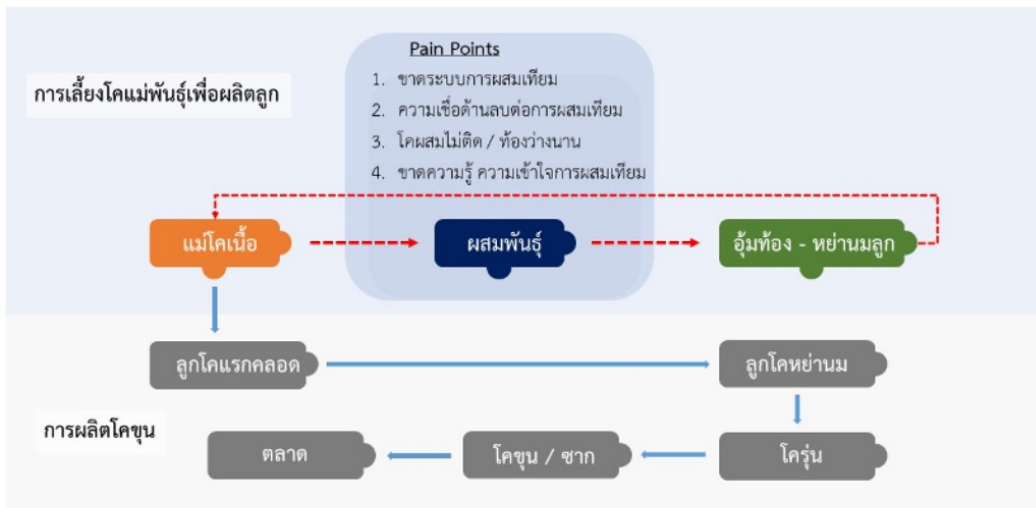 Pain Points
1. ขาดระบบการผสมเทียม
2. ความเชื่อด้านลบต่อการผสมเทียม
3. โคผสมไม่ติด / ท้องว่างนาน
4. ขาดความรู้ ความเข้าใจการผสมเทียม
การเลี้ยงโคแม่พันธุ์เพื่อผลิตลูก
แม่โคเนื้อ
ผสมพันธุ์
อุ้มท้อง - หย่านมลูก
ลูกโคแรกคลอด
ลูกโคหย่านม
การผลิตโคขุน
ตลาด
โคขุน / ซาก
โครุ่น